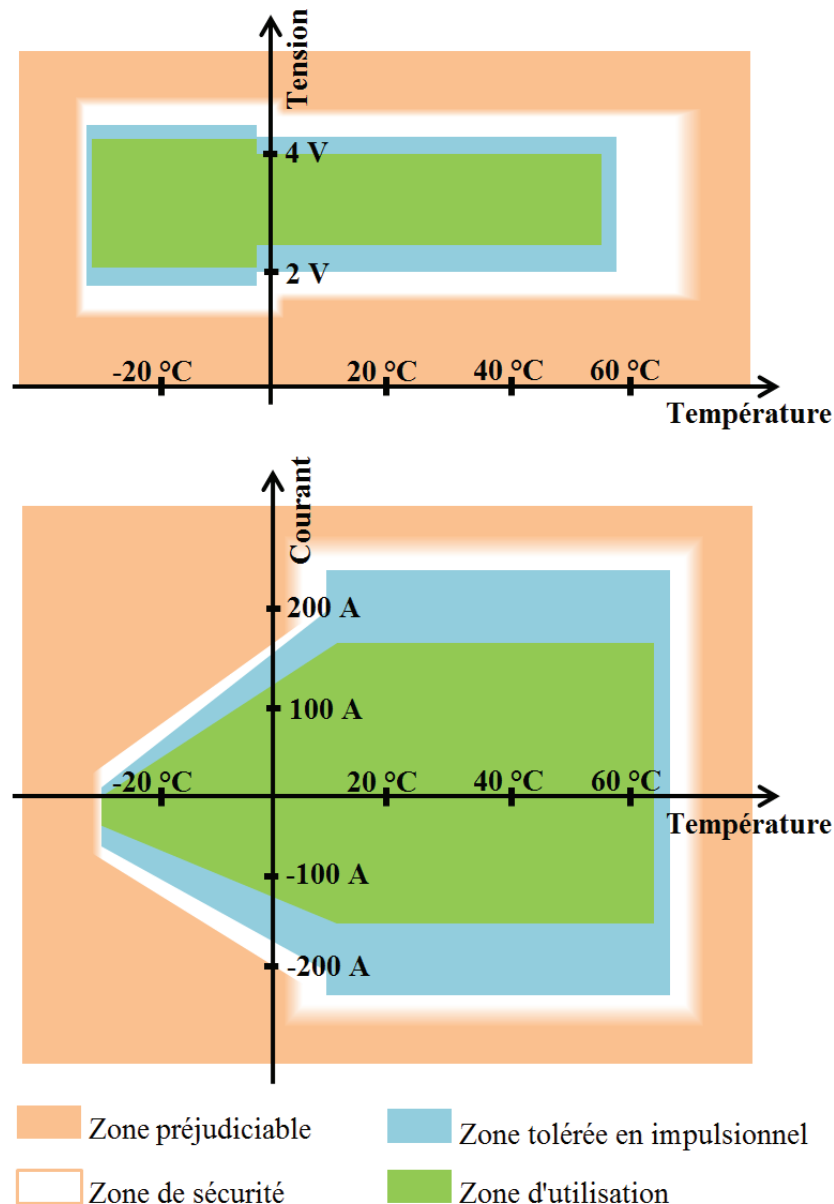 Tension
4 V
2 V
-20 °C 20 °C 40 °C 60 °C
Température
Courant
200 A
100 A
-20 °C 20 °C 40 °C 60 °C
Température
-100 A
-200 A
Zone préjudiciable
Zone tolérée en impulsionnel
Zone de sécurité
Zone d'utilisation